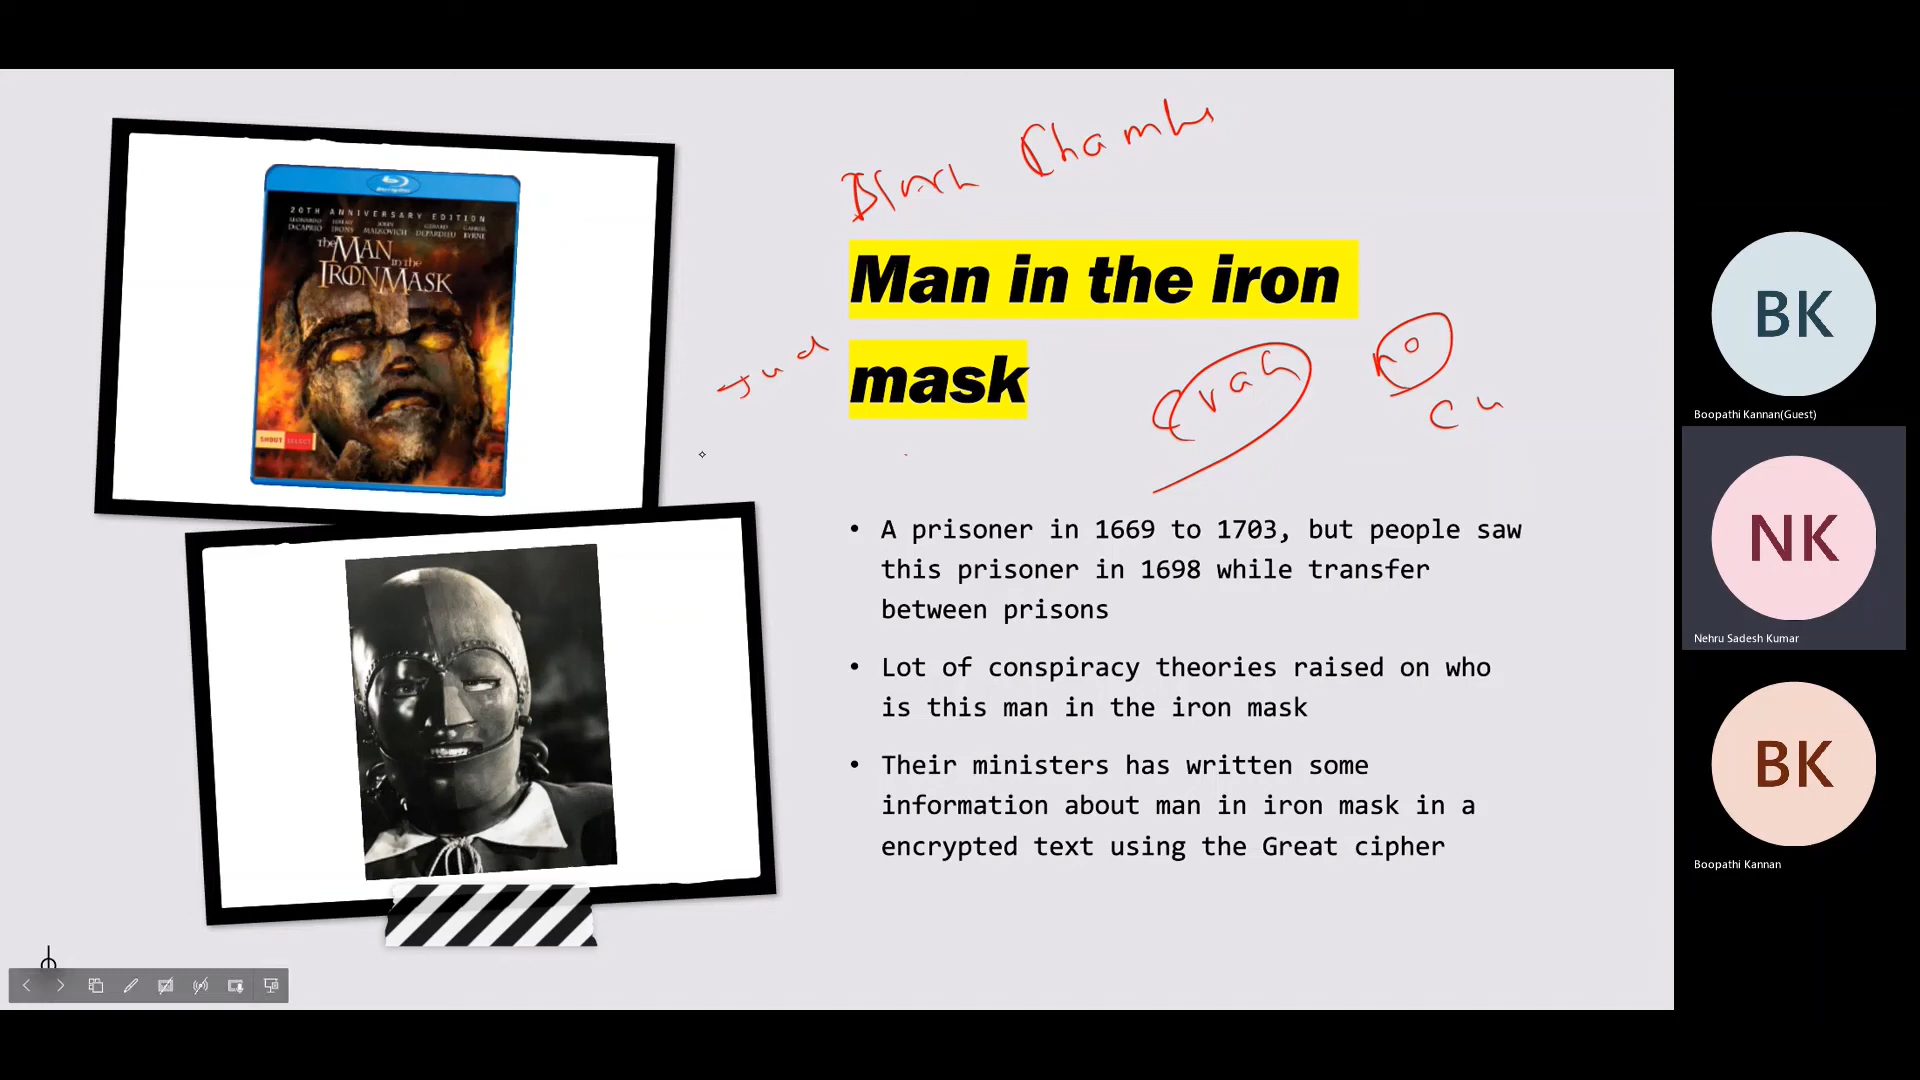 Blu-ray Disc
20TH ANNIVERSARY EDITION
LEONARDO DiCAPRIO JEREMY IRONS JOHN MALKOVICH GERARD DEPARDIEU GABRIEL BYRNE
the MAN
in the
IRON MASK
SHOUT SELECT
Man in the iron
mask
no
• A prisoner in 1669 to 1703, but people saw
this prisoner in 1698 while transfer
between prisons
• Lot of conspiracy theories raised on who
is this man in the iron mask
• Their ministers has written some
information about man in iron mask in a
encrypted text using the Great cipher
BK
Boopathi Kannan(Guest)
NK
Nehru Sadesh Kumar
BK
Boopathi Kannan